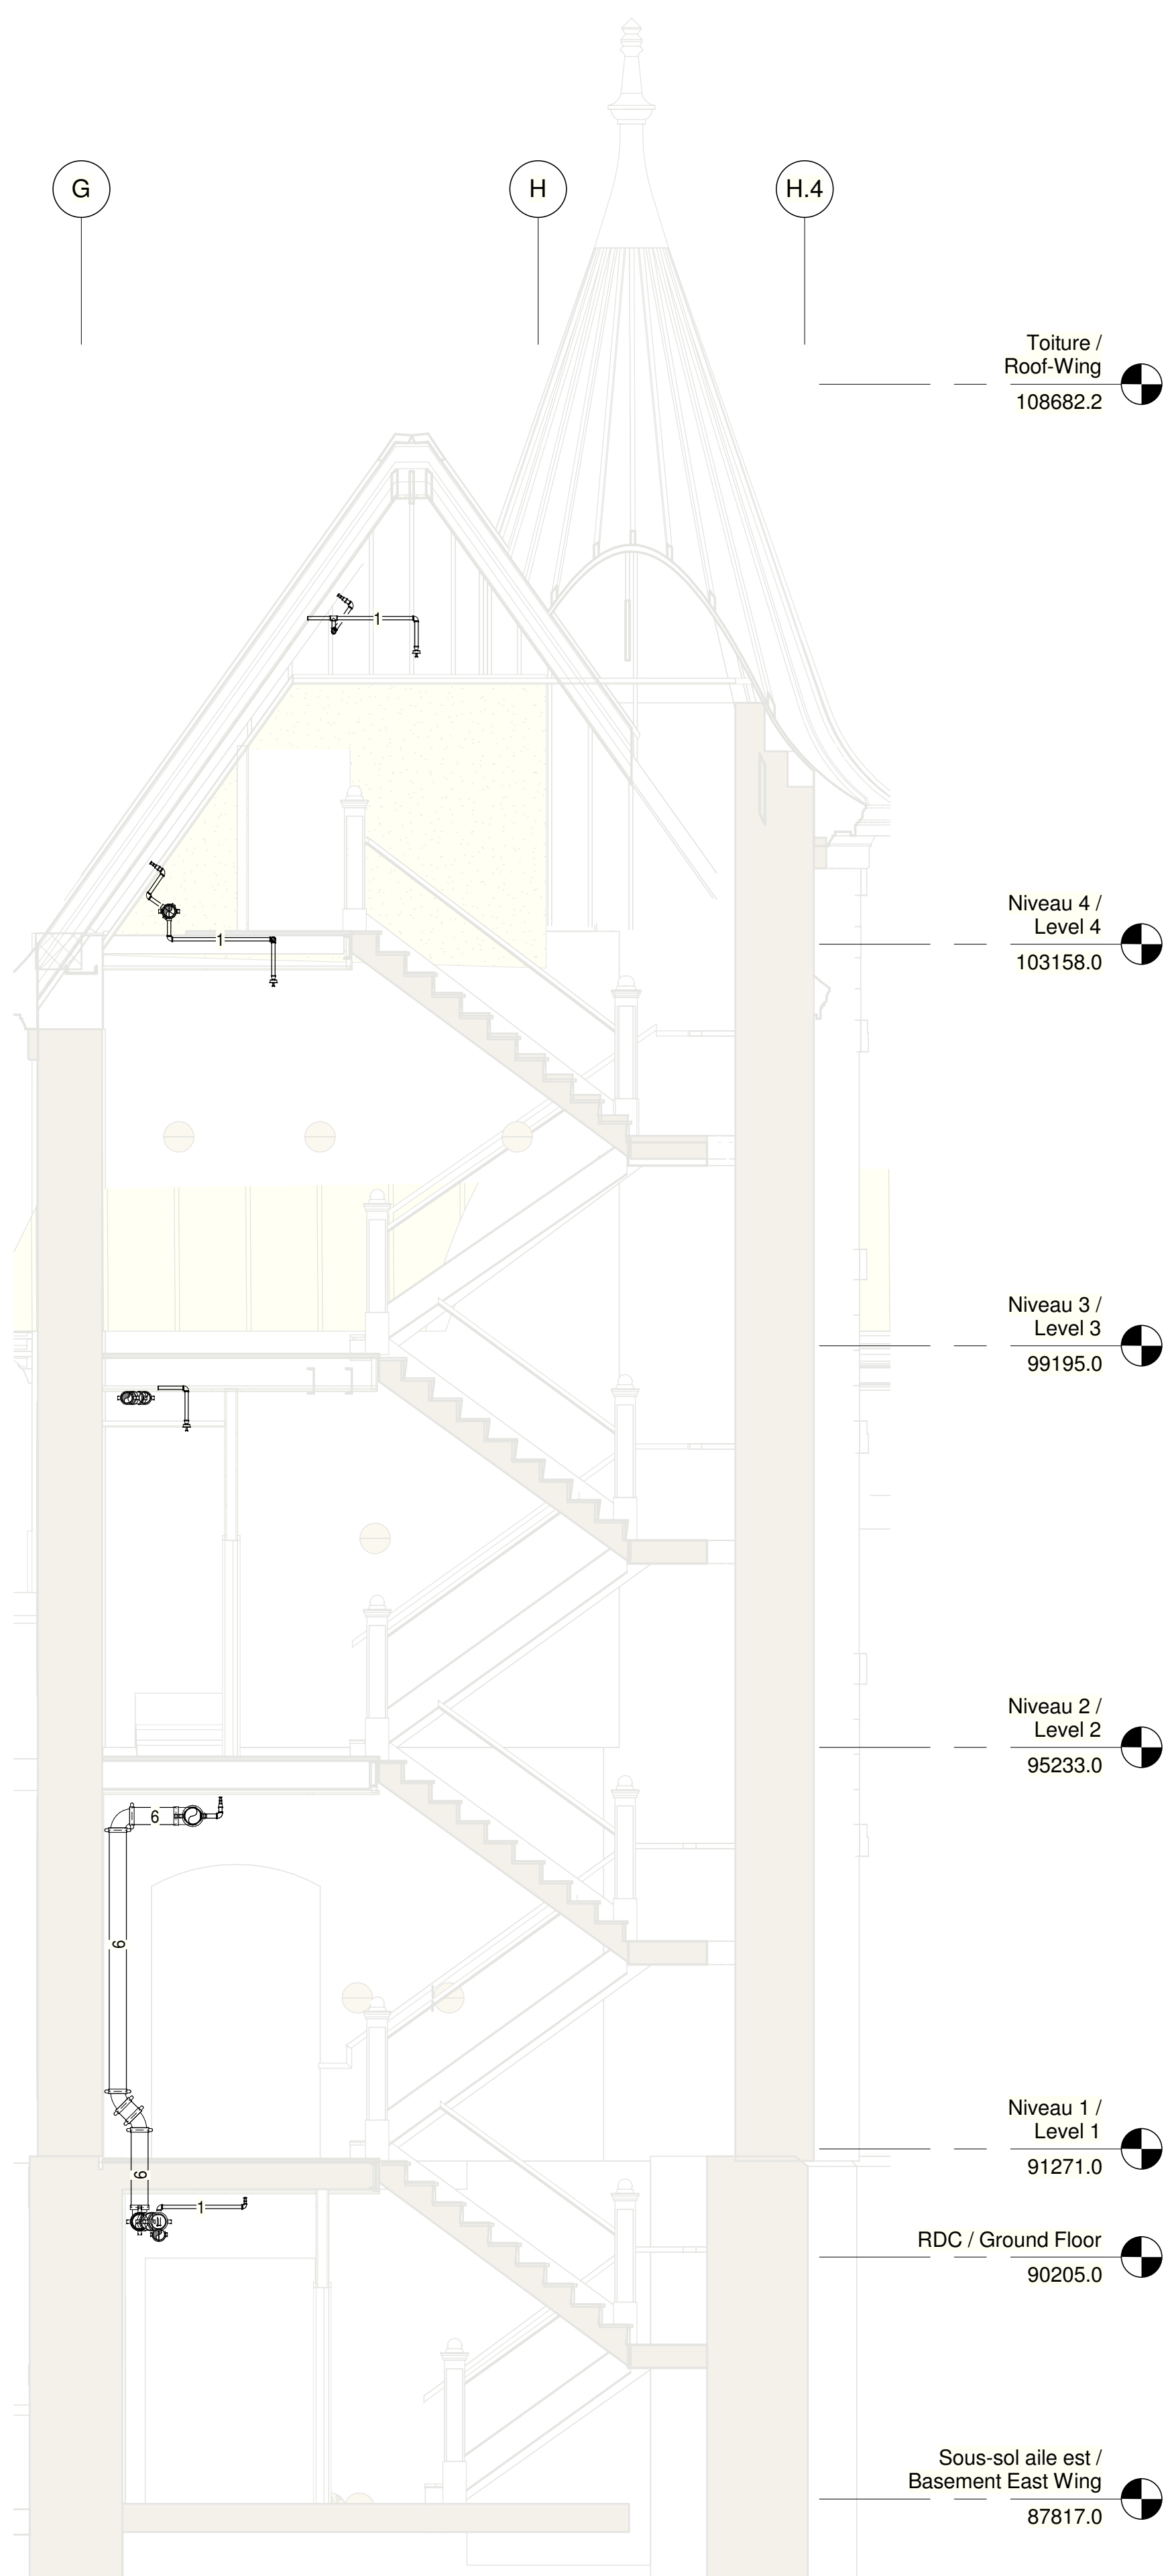 G
H
H.4
Toiture /
Roof-Wing
108682.2
1
Niveau 4 /
Level 4
1
103158.0
Niveau 3 /
Level 3
99195.0
Niveau 2 /
Level 2
95233.0
6
6
Niveau 1 /
Level 1
91271.0
6
1
RDC / Ground Floor
90205.0
Sous-sol aile est /
Basement East Wing
87817.0